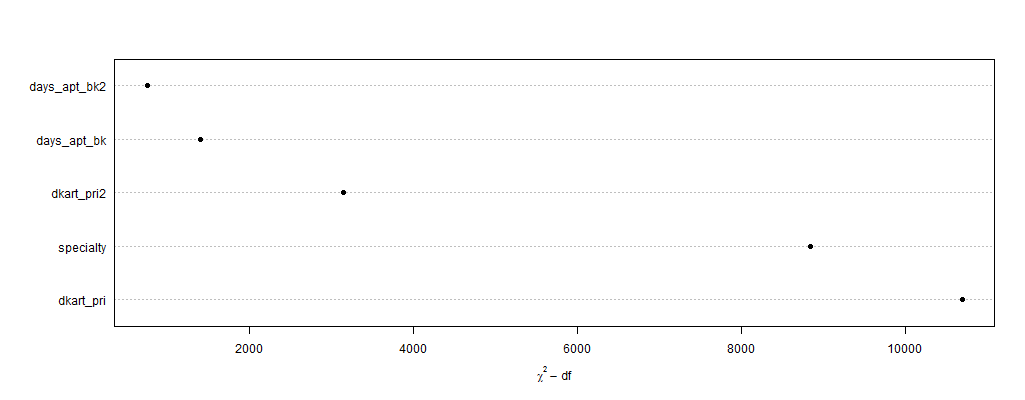 days_apt_bk2
days_apt_bk
dkart_pri2
specialty
dkart_pri
2000 4000 6000 8000 10000
χ² − df